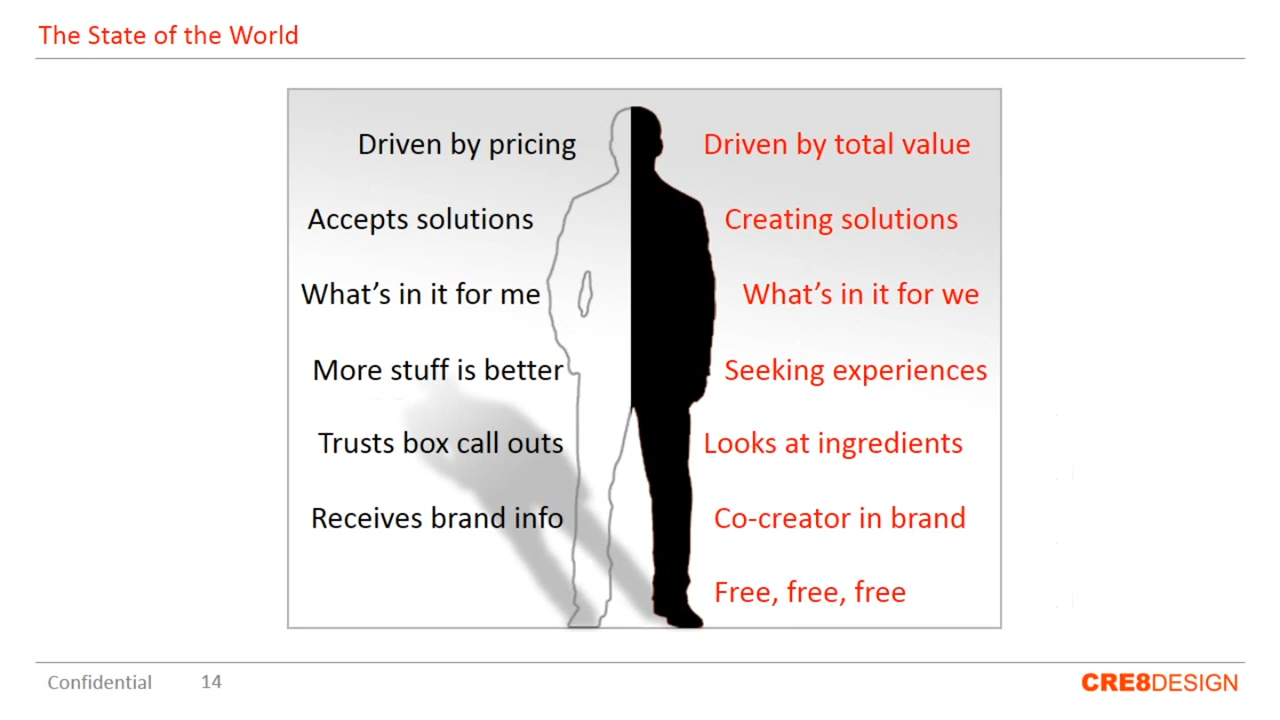 The State of the World
Driven by pricing
Driven by total value
Accepts solutions
Creating solutions
What's in it for me
What's in it for we
More stuff is better
Seeking experiences
Trusts box call outs
Looks at ingredients
Receives brand info
Co-creator in brand
Free, free, free
Confidential
14
CRE8DESIGN